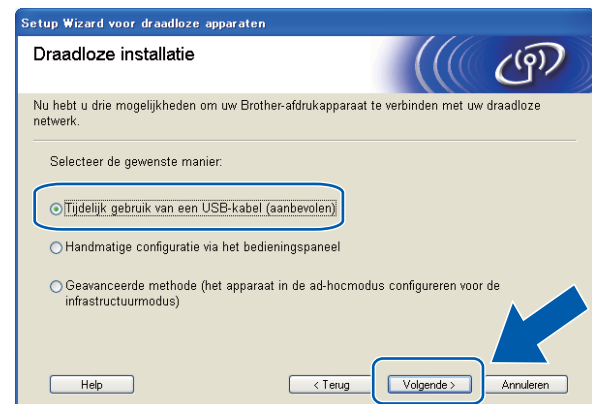 Setup Wizard voor draadloze apparaten
Draadloze installatie
Nu hebt u drie mogelijkheden om uw Brother-afdrukapparaat te verbinden met uw draadloze
netwerk.
Selecteer de gewenste manier:
Tijdelijk gebruik van een USB-kabel (aanbevolen)
Handmatige configuratie via het bedieningspaneel
Geavanceerde methode (het apparaat in de ad-hocmodus configureren voor de
infrastructuurmodus)
Help
< Terug
Volgende >
Annuleren